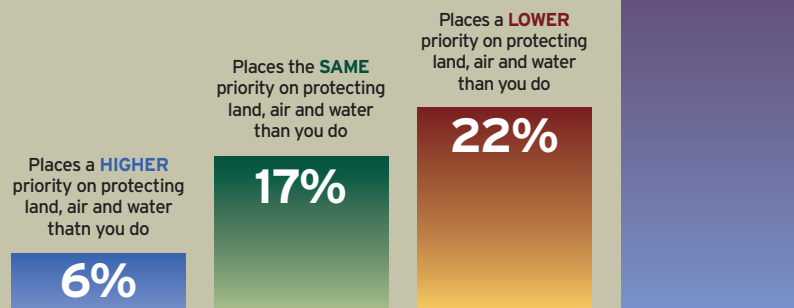 Places a HIGHER
priority on protecting
land, air and water
thatn you do
6%
Places the SAME
priority on protecting
land, air and water
than you do
17%
Places a LOWER
priority on protecting
land, air and water
than you do
22%